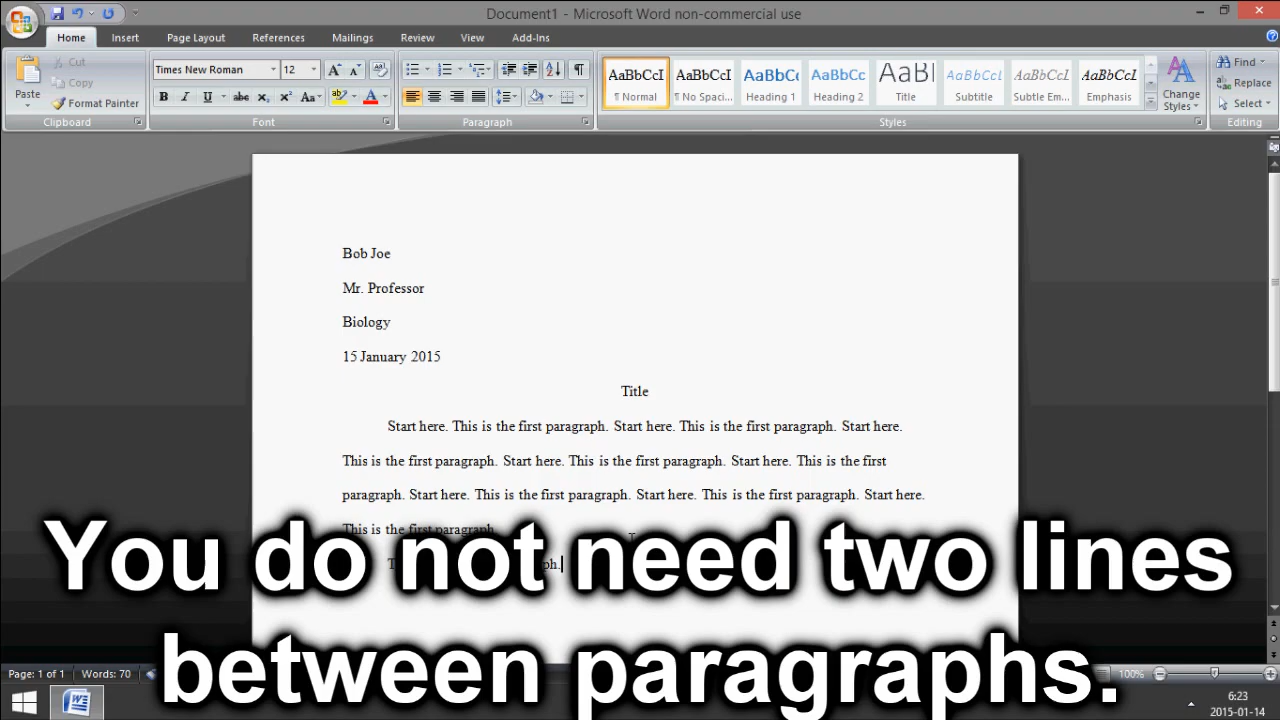 Document1 - Microsoft Word non-commercial use
Home Insert Page Layout References Mailings Review View Add-Ins
Paste
Cut
Copy
Format Painter
Clipboard
Times New Roman 12
B I U abc x₂ x² Aa
Font
Paragraph
AaBbCcI AaBbCcI AaBbCc AaBbCc AaBl AaBbCcl AaBbCcl AaBbCcl
¶ Normal ¶ No Spaci... Heading 1 Heading 2 Title Subtitle Subtle Em... Emphasis
Change
Styles
Styles
Find
Replace
Select
Editing
Bob Joe
Mr. Professor
Biology
15 January 2015
Title
Start here. This is the first paragraph. Start here. This is the first paragraph. Start here.
This is the first paragraph. Start here. This is the first paragraph. Start here. This is the first
paragraph. Start here. This is the first paragraph. Start here. This is the first paragraph. Start here.
This is the first paragraph.
You do not need two lines
between paragraphs.
Page: 1 of 1 Words: 70 100%
6:23
2015-01-14